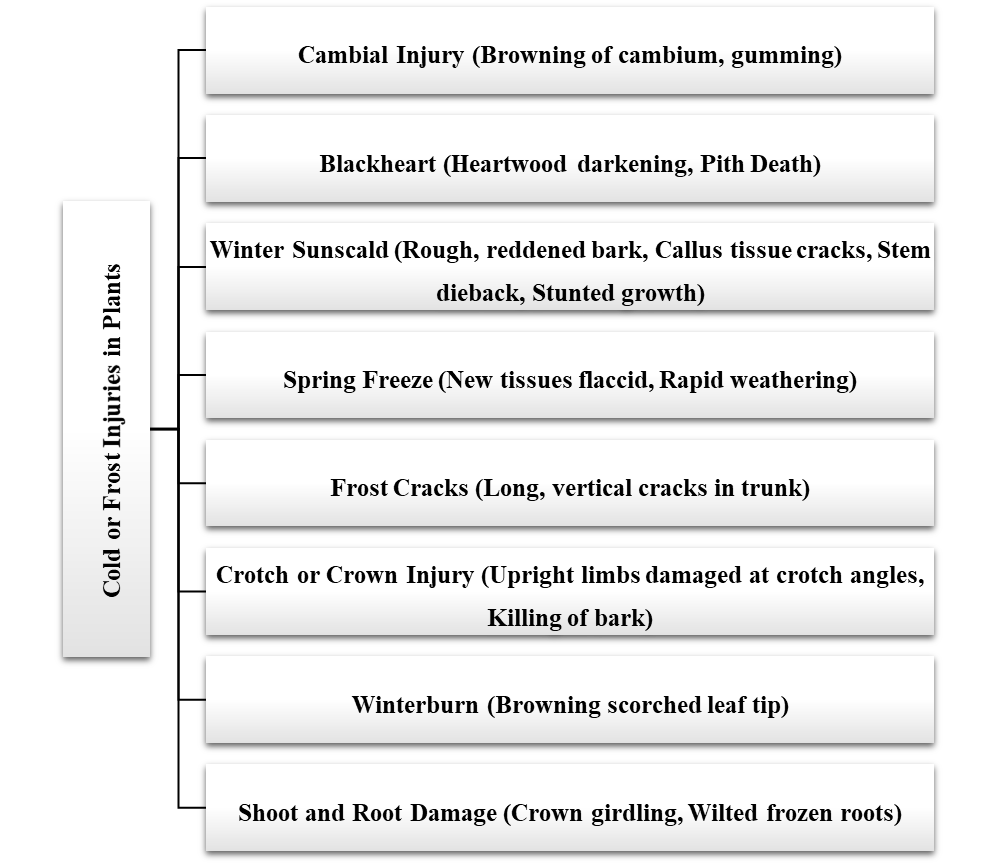 Cold or Frost Injuries in Plants
Cambial Injury (Browning of cambium, gumming)
Blackheart (Heartwood darkening, Pith Death)
Winter Sunscald (Rough, reddened bark, Callus tissue cracks, Stem
dieback, Stunted growth)
Spring Freeze (New tissues flaccid, Rapid weathering)
Frost Cracks (Long, vertical cracks in trunk)
Crotch or Crown Injury (Upright limbs damaged at crotch angles,
Killing of bark)
Winterburn (Browning scorched leaf tip)
Shoot and Root Damage (Crown girdling, Wilted frozen roots)